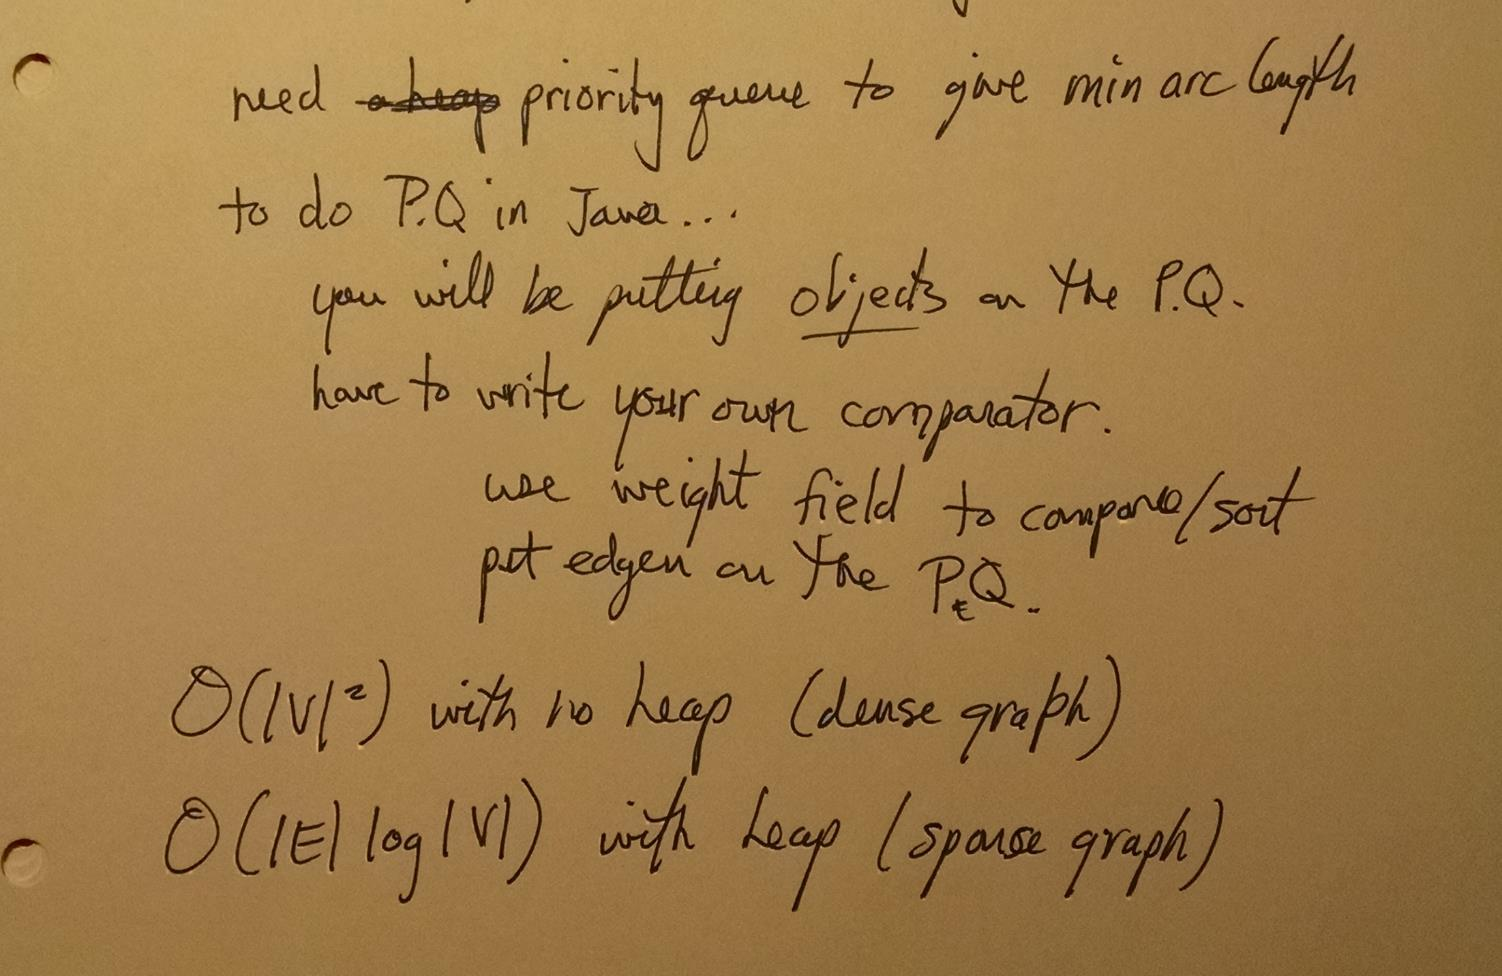 need a heap priority queue to give min arc length
to do P.Q in Java...
you will be putting objects on the P.Q.
have to write your own comparator.
use weight field to compare/sort
put edges on the P.Q.
O(|V|²) with no heap (dense graph)
O(|E| log |V|) with heap (sparse graph)